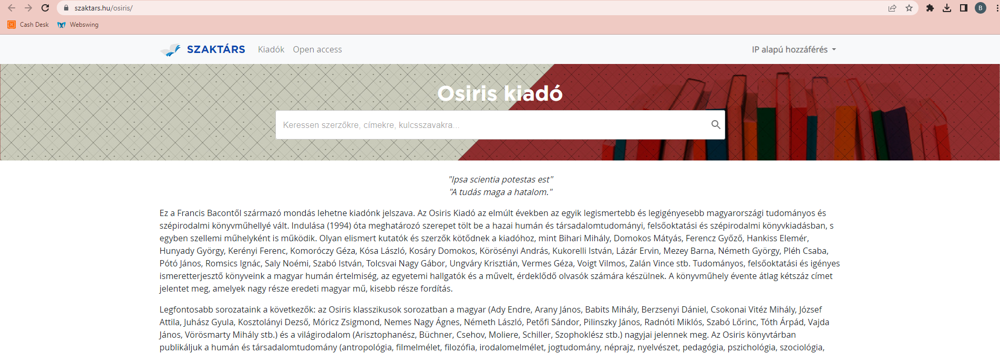 szaktars.hu/osiris/
B
Cash Desk
Webswing
SZAKTÁRS
Kiadók
Open access
IP alapú hozzáférés
Osiris kiadó
Keressen szerzőkre, címekre, kulcsszavakra...
"Ipsa scientia potestas est"
"A tudás maga a hatalom."
Ez a Francis Bacontől származó mondás lehetne kiadónk jelszava. Az Osiris Kiadó az elmúlt években az egyik legismertebb és legigényesebb magyarországi tudományos és
szépirodalmi könyvműhellyé vált. Indulása (1994) óta meghatározó szerepet tölt be a hazai humán és társadalomtudományi, felsőoktatási és szépirodalmi könyvkiadásban, s
egyben szellemi műhelyként is működik. Olyan elismert kutatók és szerzők kötődnek a kiadóhoz, mint Bihari Mihály, Domokos Mátyás, Ferencz Győző, Hankiss Elemér,
Hunyady György, Kerényi Ferenc, Komoróczy Géza, Kósa László, Kosáry Domokos, Körösényi András, Kukorelli István, Lázár Ervin, Mezey Barna, Németh György, Pléh Csaba,
Pótó János, Romsics Ignác, Saly Noémi, Szabó István, Tolcsvai Nagy Gábor, Ungváry Krisztián, Vermes Géza, Voigt Vilmos, Zalán Vince stb. Tudományos, felsőoktatási és igényes
ismeretterjesztő könyveink a magyar humán értelmiség, az egyetemi hallgatók és a művelt, érdeklődő olvasók számára készülnek. A könyvműhely évente átlag kétszáz címet
jelentet meg, amelyek nagy része eredeti magyar mű, kisebb része fordítás.
Legfontosabb sorozataink a következők: az Osiris klasszikusok sorozatban a magyar (Ady Endre, Arany János, Babits Mihály, Berzsenyi Dániel, Csokonai Vitéz Mihály, József
Attila, Juhász Gyula, Kosztolányi Dezső, Móricz Zsigmond, Nemes Nagy Ágnes, Németh László, Petőfi Sándor, Pilinszky János, Radnóti Miklós, Szabó Lőrinc, Tóth Árpád, Vajda
János, Vörösmarty Mihály stb.) és a világirodalom (Arisztophanész, Büchner, Csehov, Moliere, Schiller, Szophoklész stb.) nagyjai jelennek meg. Az Osiris könyvtárban
publikáljuk a humán és társadalomtudomány (antropológia, filmelmélet, filozófia, irodalomelmélet, jogtudomány, néprajz, nyelvészet, pedagógia, pszichológia, szociológia,